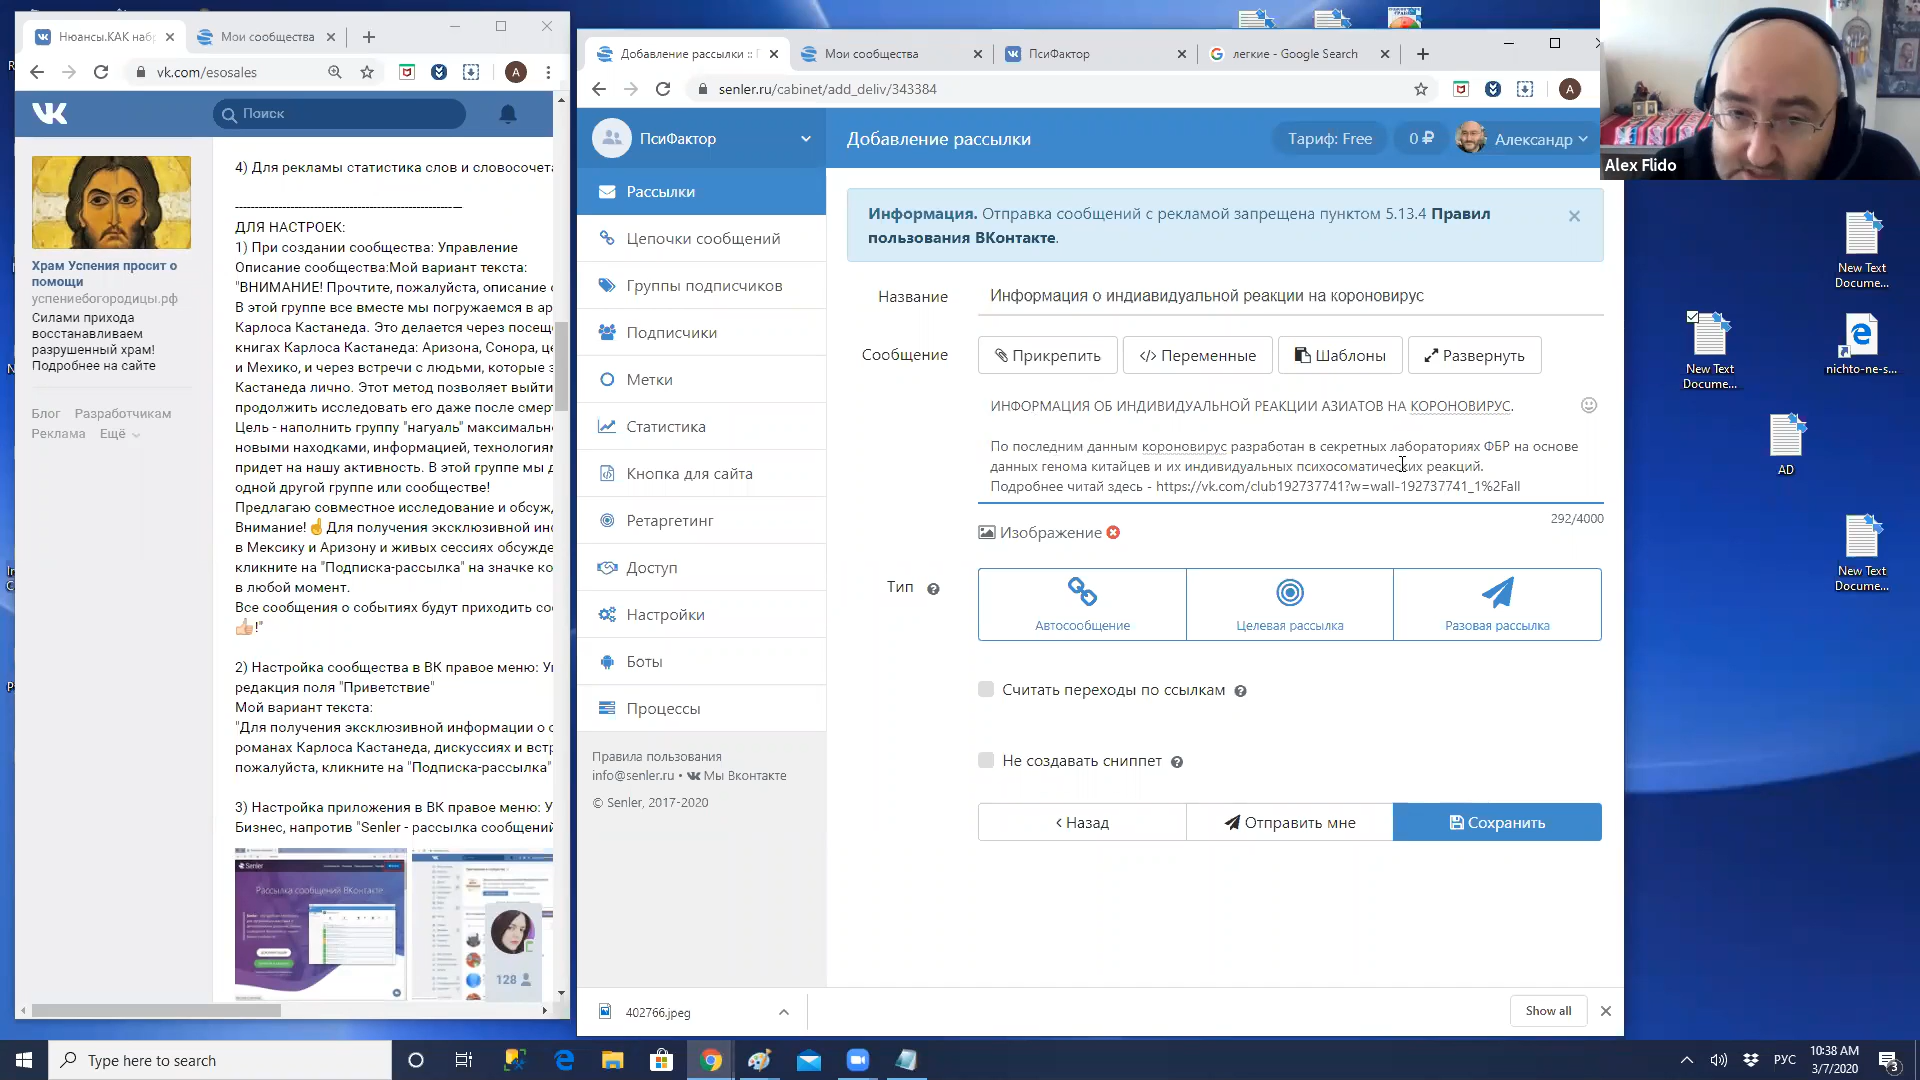 Нюансы.КАК наб
Мои сообщества
vk.com/esosales
A
Поиск
Храм Успения просит о
помощи
успениебогородицы.рф
Силами прихода
восстанавливаем
разрушенный храм!
Подробнее на сайте
Блог Разработчикам
Реклама Ещё
4) Для рекламы статистика слов и словосочета
ДЛЯ НАСТРОЕК:
1) При создании сообщества: Управление
Описание сообщества:Мой вариант текста:
"ВНИМАНИЕ! Прочтите, пожалуйста, описание
В этой группе все вместе мы погружаемся в ар
Карлоса Кастанеда. Это делается через посещ
книгах Карлоса Кастанеда: Аризона, Сонора, це
и Мехико, и через встречи с людьми, которые з
Кастанеда лично. Этот метод позволяет выйти
продолжить исследовать его даже после смер
Цель - наполнить группу "нагуаль" максимальн
новыми находками, информацией, технология
придет на нашу активность. В этой группе мы д
одной другой группе или сообществе!
Предлагаю совместное исследование и обсуж
Внимание!☝Для получения эксклюзивной ин
в Мексику и Аризону и живых сессиях обсужде
кликните на "Подписка-рассылка" на значке ко
в любой момент.
Все сообщения о событиях будут приходить со
👍!"
2) Настройка сообщества в ВК правое меню: У
редакция поля "Приветствие"
Мой вариант текста:
"Для получения эксклюзивной информации о с
романах Карлоса Кастанеда, дискуссиях и встр
пожалуйста, кликните на "Подписка-рассылка"
3) Настройка приложения в ВК правое меню: У
Бизнес, напротив "Senler - рассылка сообщений
Senler
Рассылка сообщений ВКонтакте
128
Добавление рассылки ::
Мои сообщества
ПсиФактор
легкие - Google Search
senler.ru/cabinet/add_deliv/343384
A
ПсиФактор
Добавление рассылки
Тариф: Free
0 ₽
Александр
Рассылки
Цепочки сообщений
Группы подписчиков
Подписчики
Метки
Статистика
Кнопка для сайта
Ретаргетинг
Доступ
Настройки
Боты
Процессы
Правила пользования
info@senler.ru • Мы Вконтакте
© Senler, 2017-2020
Информация. Отправка сообщений с рекламой запрещена пунктом 5.13.4 Правил
пользования ВКонтакте.
Название
Информация о индиавидуальной реакции на короновирус
Сообщение
Прикрепить
</> Переменные
Шаблоны
Развернуть
ИНФОРМАЦИЯ ОБ ИНДИВИДУАЛЬНОЙ РЕАКЦИИ АЗИАТОВ НА КОРОНОВИРУС.
По последним данным короновирус разработан в секретных лабораториях ФБР на основе
данных генома китайцев и их индивидуальных психосоматических реакций.
Подробнее читай здесь - https://vk.com/club192737741?w=wall-192737741_1%2Fall
292/4000
Изображение
Тип
Автосообщение
Целевая рассылка
Разовая рассылка
Считать переходы по ссылкам
Не создавать сниппет
Назад
Отправить мне
Сохранить
402766.jpeg
Show all
Alex Flido
New Text
Docume...
New Text
Docume...
nichto-ne-s...
AD
New Text
Docume...
Type here to search
РУС
10:38 AM
3/7/2020
3